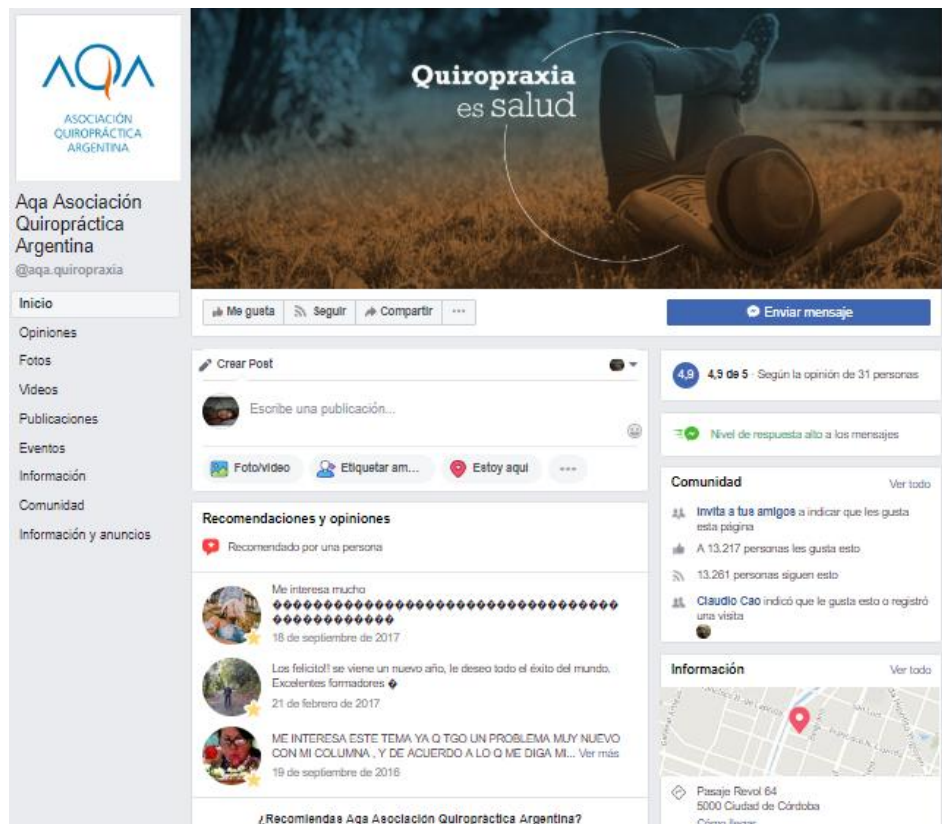 AQA
ASOCIACIÓN
QUIROPRÁCTICA
ARGENTINA
Quiropraxia
es salud
Aqa Asociación
Quiropráctica
Argentina
@aqa.quiropraxia
Inicio
Opiniones
Fotos
Videos
Publicaciones
Eventos
Información
Comunidad
Información y anuncios
Me gusta Seguir Compartir ...
Enviar mensaje
Crear Post
Escribe una publicación...
Foto/video Etiquetar am... Estoy aquí ...
Recomendaciones y opiniones
Recomendado por una persona
Me interesa mucho
�������������������������������������
�������������
18 de septiembre de 2017
Los felicito!! se viene un nuevo año, le deseo todo el éxito del mundo.
Excelentes formadores �
21 de febrero de 2017
ME INTERESA ESTE TEMA YA Q TGO UN PROBLEMA MUY NUEVO
CON MI COLUMNA , Y DE ACUERDO A LO Q ME DIGA MI... Ver más
19 de septiembre de 2016
¿Recomiendas Aqa Asociación Quiropráctica Argentina?
4,9 4,9 de 5 · Según la opinión de 31 personas
Nivel de respuesta alto a los mensajes
Comunidad Ver todo
Invita a tus amigos a indicar que les gusta
esta página
A 13.217 personas les gusta esto
13.261 personas siguen esto
Claudio Cao indicó que le gusta esto o registró
una visita
Información Ver todo
Pasaje Revol 64
5000 Ciudad de Córdoba
Cómo llegar